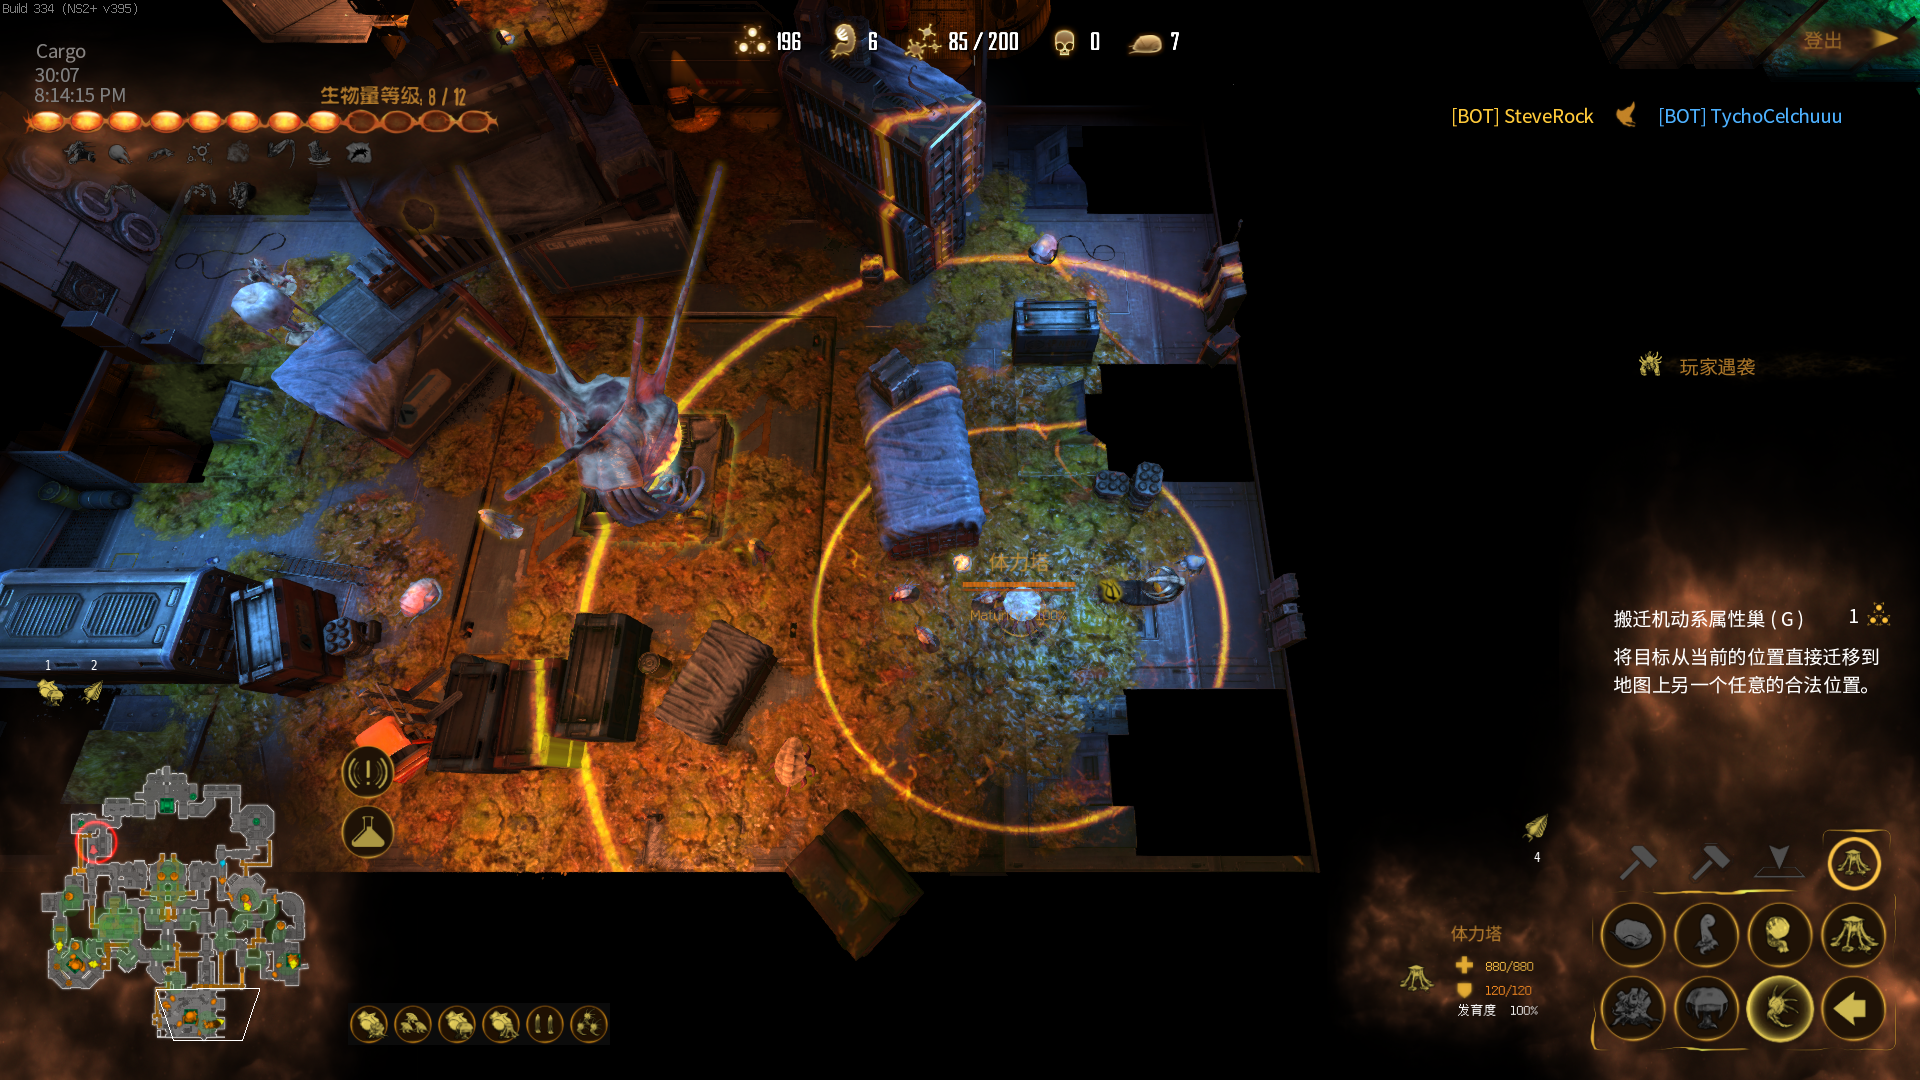 Build 334 (NS2+ v395)
Cargo
30:07
8:14:15 PM
生物量等级, 8 / 12
196
6
85 / 200
0
7
登出
[BOT] SteveRock
[BOT] TychoCelchuuu
玩家遇袭
体力塔
Maturity 100%
搬迁机动系属性巢 ( G )
1
将目标从当前的位置直接迁移到
地图上另一个任意的合法位置。
1 2
4
体力塔
880/880
120/120
发育度 100%